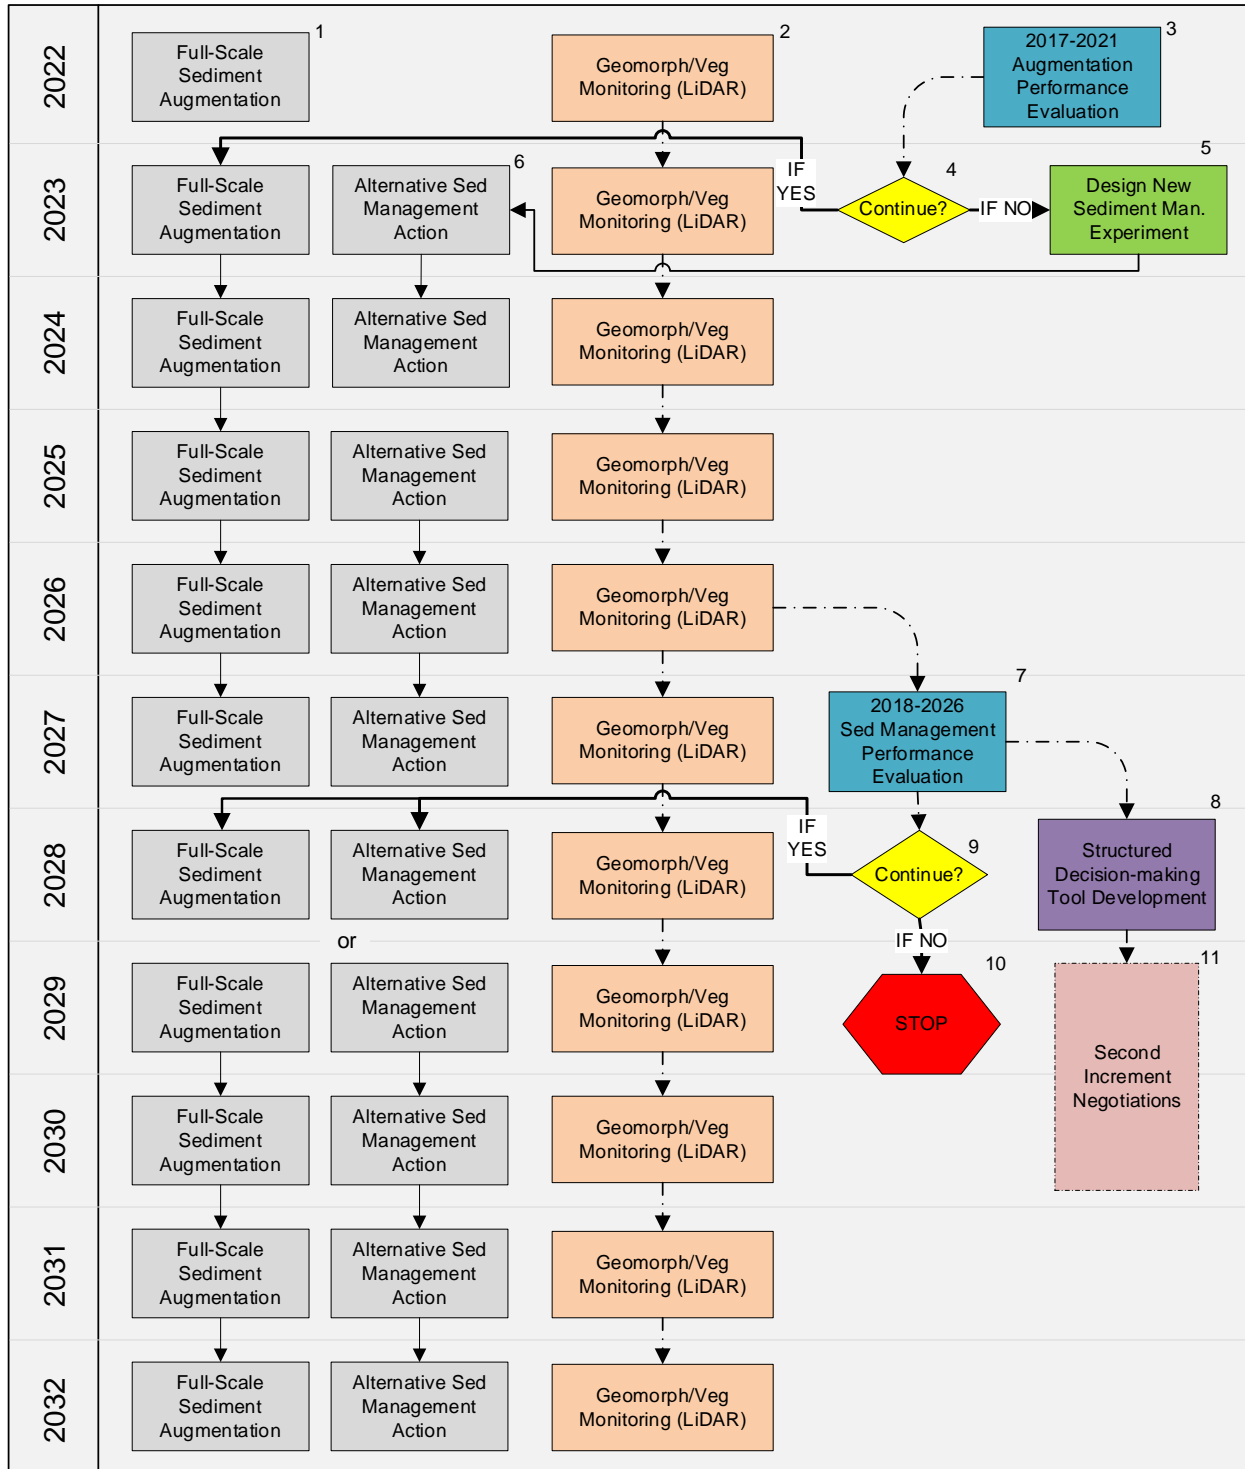 2022
Full-Scale
Sediment
Augmentation
1
Geomorph/Veg
Monitoring (LiDAR)
2
2017-2021
Augmentation
Performance
Evaluation
3
2023
Full-Scale
Sediment
Augmentation
Alternative Sed
Management
Action
6
Geomorph/Veg
Monitoring (LiDAR)
IF
YES
Continue?
4
IF NO
Design New
Sediment Man.
Experiment
5
2024
Full-Scale
Sediment
Augmentation
Alternative Sed
Management
Action
Geomorph/Veg
Monitoring (LiDAR)
2025
Full-Scale
Sediment
Augmentation
Alternative Sed
Management
Action
Geomorph/Veg
Monitoring (LiDAR)
2026
Full-Scale
Sediment
Augmentation
Alternative Sed
Management
Action
Geomorph/Veg
Monitoring (LiDAR)
2027
Full-Scale
Sediment
Augmentation
Alternative Sed
Management
Action
Geomorph/Veg
Monitoring (LiDAR)
2018-2026
Sed Management
Performance
Evaluation
7
2028
Full-Scale
Sediment
Augmentation
Alternative Sed
Management
Action
Geomorph/Veg
Monitoring (LiDAR)
IF
YES
Continue?
9
IF NO
Structured
Decision-making
Tool Development
8
or
2029
Full-Scale
Sediment
Augmentation
Alternative Sed
Management
Action
Geomorph/Veg
Monitoring (LiDAR)
STOP
10
Second
Increment
Negotiations
11
2030
Full-Scale
Sediment
Augmentation
Alternative Sed
Management
Action
Geomorph/Veg
Monitoring (LiDAR)
2031
Full-Scale
Sediment
Augmentation
Alternative Sed
Management
Action
Geomorph/Veg
Monitoring (LiDAR)
2032
Full-Scale
Sediment
Augmentation
Alternative Sed
Management
Action
Geomorph/Veg
Monitoring (LiDAR)